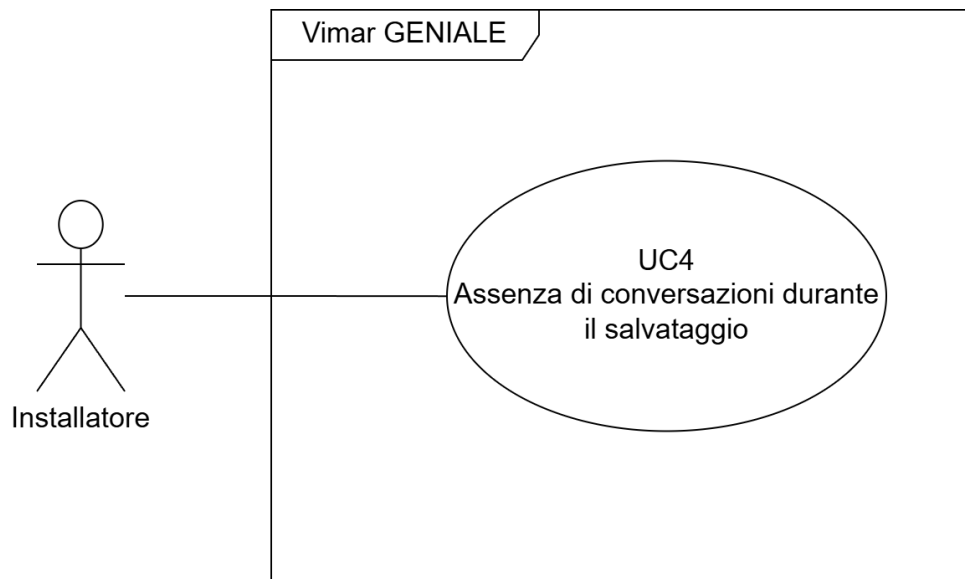 Vimar GENIALE
UC4
Assenza di conversazioni durante
il salvataggio
Installatore